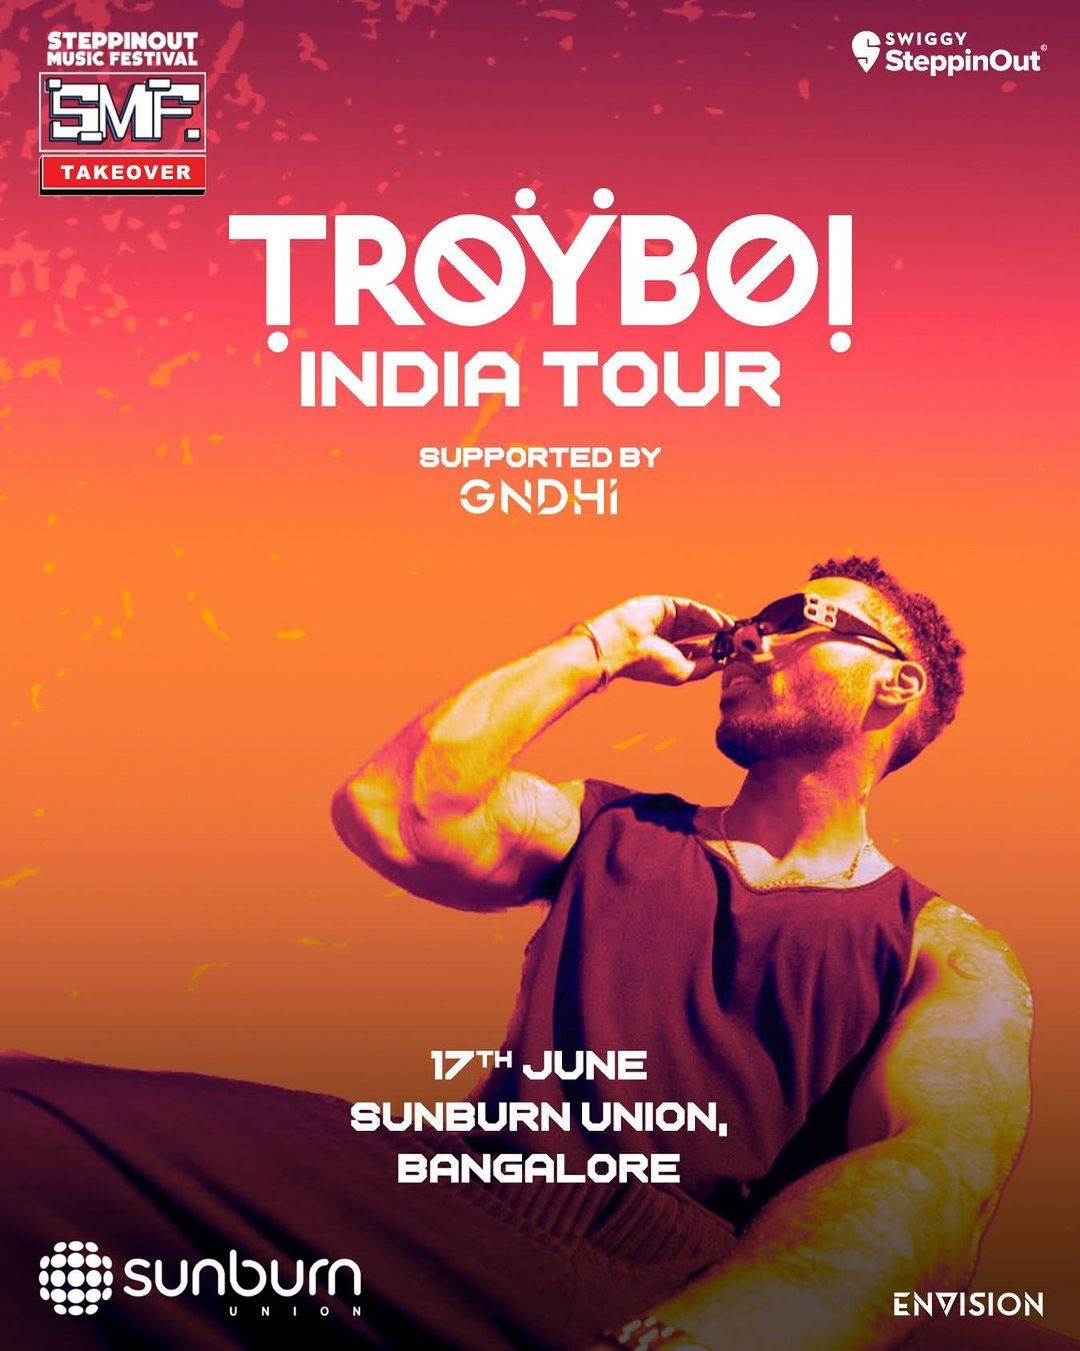 STEPPINOUT
MUSIC FESTIVAL
SMF.
TAKEOVER
SWIGGY
SteppinOut©
TRØŸBØI
INDIA TOUR
SUPPORTED BY
GNDHi
17TH JUNE
SUNBURN UNION,
BANGALORE
sunburn
UNION
ENVISION